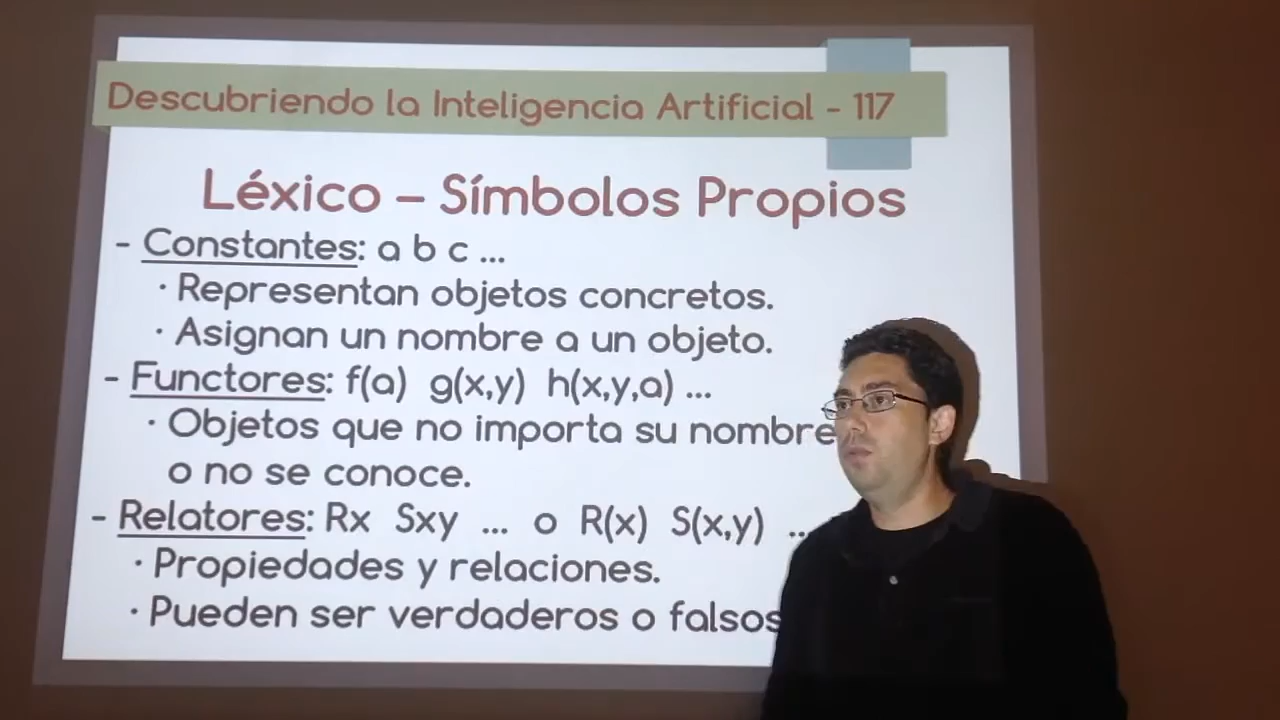 Descubriendo la Inteligencia Artificial - 117
Léxico – Símbolos Propios
- Constantes: a b c ...
· Representan objetos concretos.
· Asignan un nombre a un objeto.
- Functores: f(a) g(x,y) h(x,y,a) ...
· Objetos que no importa su nombre
o no se conoce.
- Relatores: Rx Sxy ... o R(x) S(x,y) ...
· Propiedades y relaciones.
· Pueden ser verdaderos o falsos